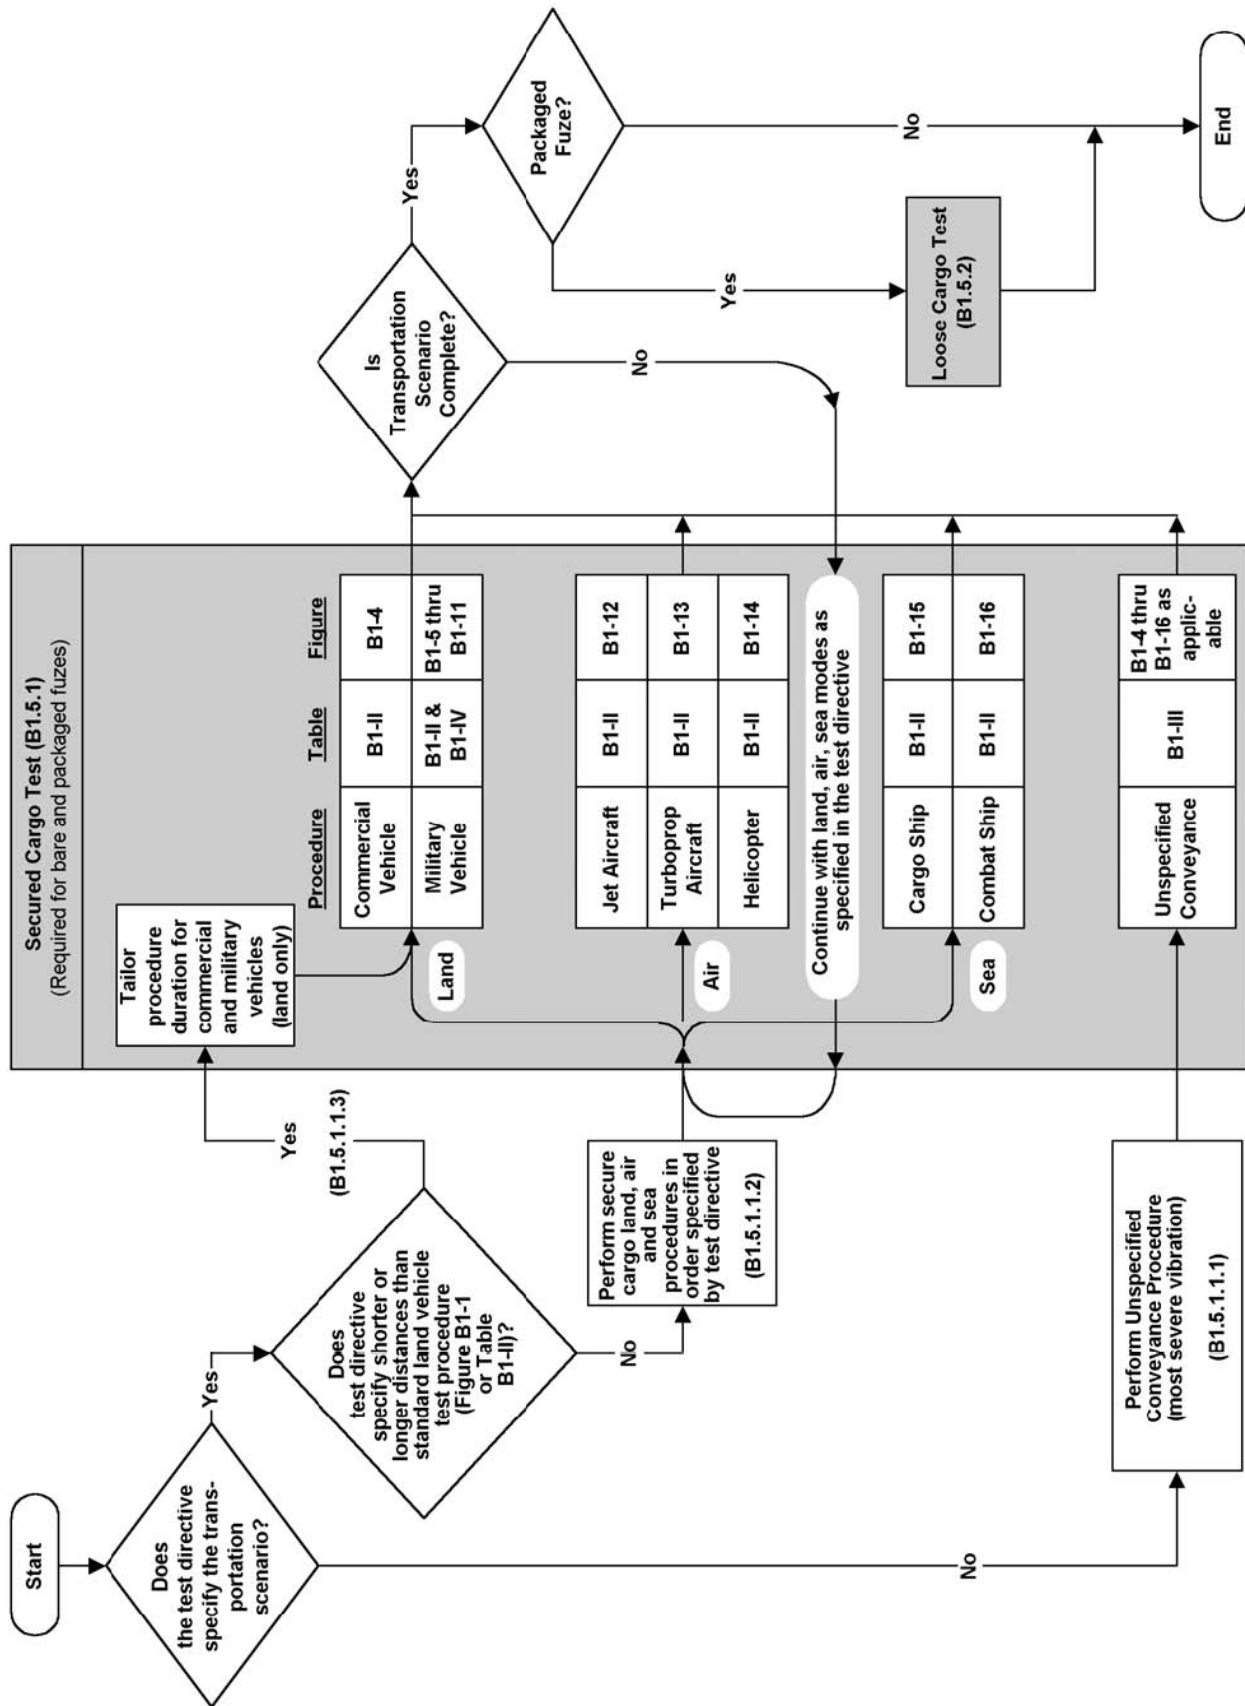 Start
Does
the test directive
specify the trans-
portation
scenario?
Yes
No
Does
test directive
specify shorter or
longer distances than
standard land vehicle
test procedure
(Figure B1-1
or Table
B1-II)?
Yes
(B1.5.1.1.3)
No
Perform secure
cargo land, air
and sea
procedures in
order specified
by test directive
(B1.5.1.1.2)
Perform Unspecified
Conveyance Procedure
(most severe vibration)
(B1.5.1.1.1)
Secured Cargo Test (B1.5.1)
(Required for bare and packaged fuzes)
Tailor
procedure
duration for
commercial
and military
vehicles
(land only)
Procedure
Table
Figure
Land
Commercial
Vehicle
B1-II
B1-4
Military
Vehicle
B1-II &
B1-IV
B1-5 thru
B1-11
Air
Jet Aircraft
B1-II
B1-12
Turboprop
Aircraft
B1-II
B1-13
Helicopter
B1-II
B1-14
Continue with land, air, sea modes as
specified in the test directive
Sea
Cargo Ship
B1-II
B1-15
Combat Ship
B1-II
B1-16
Unspecified
Conveyance
B1-III
B1-4 thru
B1-16 as
applic-
able
Is
Transportation
Scenario
Complete?
Yes
No
Packaged
Fuze?
Yes
No
Loose Cargo Test
(B1.5.2)
End